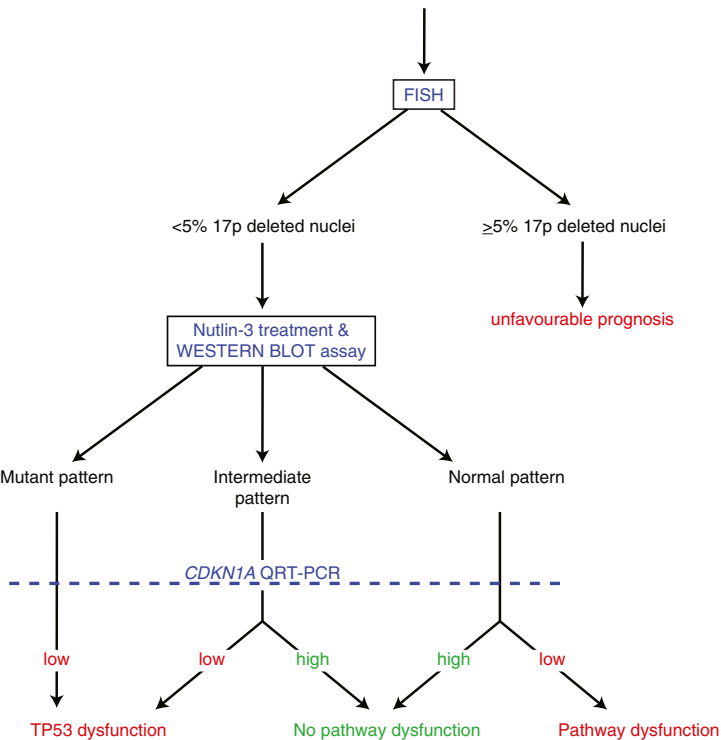 FISH
<5% 17p deleted nuclei
≥5% 17p deleted nuclei
unfavourable prognosis
Nutlin-3 treatment &
WESTERN BLOT assay
Mutant pattern
Intermediate
pattern
Normal pattern
CDKN1A QRT-PCR
low
low
high
high
low
TP53 dysfunction
No pathway dysfunction
Pathway dysfunction